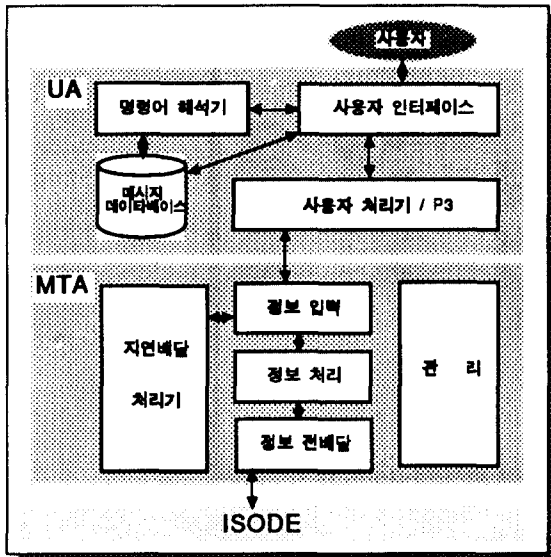 사용자
UA
명령어 해석기
사용자 인터페이스
메시지
데이타베이스
사용자 처리기 / P3
MTA
지연배달
처리기
정보 입력
정보 처리
정보 전배달
관 리
ISODE